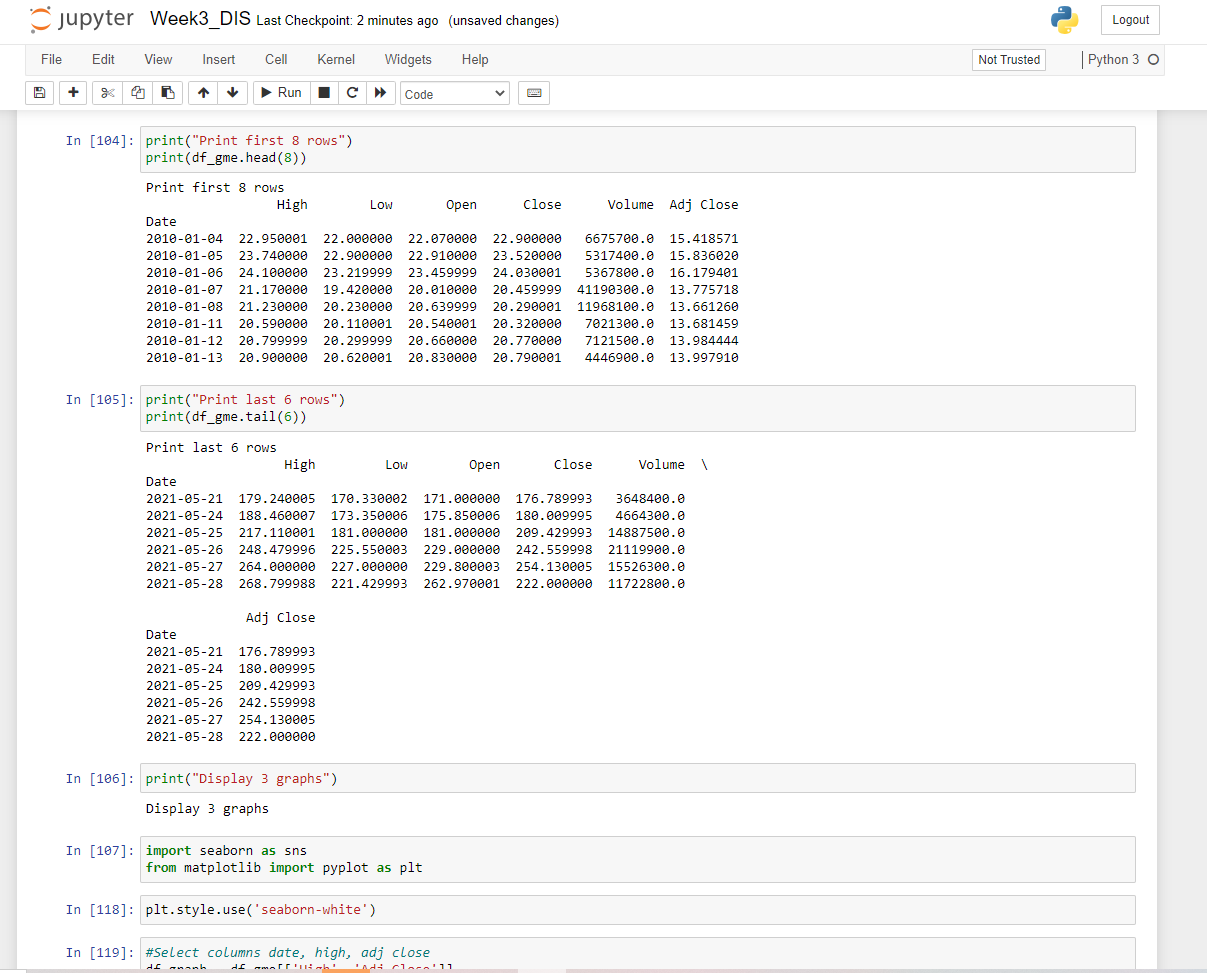 jupyter Week3_DIS Last Checkpoint: 2 minutes ago (unsaved changes) Logout
File Edit View Insert Cell Kernel Widgets Help Not Trusted Python 3
Run Code
In [104]: print("Print first 8 rows")
print(df_gme.head(8))
Print first 8 rows
High Low Open Close Volume Adj Close
Date
2010-01-04 22.950001 22.000000 22.070000 22.900000 6675700.0 15.418571
2010-01-05 23.740000 22.900000 22.910000 23.520000 5317400.0 15.836020
2010-01-06 24.100000 23.219999 23.459999 24.030001 5367800.0 16.179401
2010-01-07 21.170000 19.420000 20.010000 20.459999 41190300.0 13.775718
2010-01-08 21.230000 20.230000 20.639999 20.290001 11968100.0 13.661260
2010-01-11 20.590000 20.110001 20.540001 20.320000 7021300.0 13.681459
2010-01-12 20.799999 20.299999 20.660000 20.770000 7121500.0 13.984444
2010-01-13 20.900000 20.620001 20.830000 20.790001 4446900.0 13.997910
In [105]: print("Print last 6 rows")
print(df_gme.tail(6))
Print last 6 rows
High Low Open Close Volume \
Date
2021-05-21 179.240005 170.330002 171.000000 176.789993 3648400.0
2021-05-24 188.460007 173.350006 175.850006 180.009995 4664300.0
2021-05-25 217.110001 181.000000 181.000000 209.429993 14887500.0
2021-05-26 248.479996 225.550003 229.000000 242.559998 21119900.0
2021-05-27 264.000000 227.000000 229.800003 254.130005 15526300.0
2021-05-28 268.799988 221.429993 262.970001 222.000000 11722800.0
Adj Close
Date
2021-05-21 176.789993
2021-05-24 180.009995
2021-05-25 209.429993
2021-05-26 242.559998
2021-05-27 254.130005
2021-05-28 222.000000
In [106]: print("Display 3 graphs")
Display 3 graphs
In [107]: import seaborn as sns
from matplotlib import pyplot as plt
In [118]: plt.style.use('seaborn-white')
In [119]: #Select columns date, high, adj close
df_graph = df_gme[['High', 'Adj Close']]